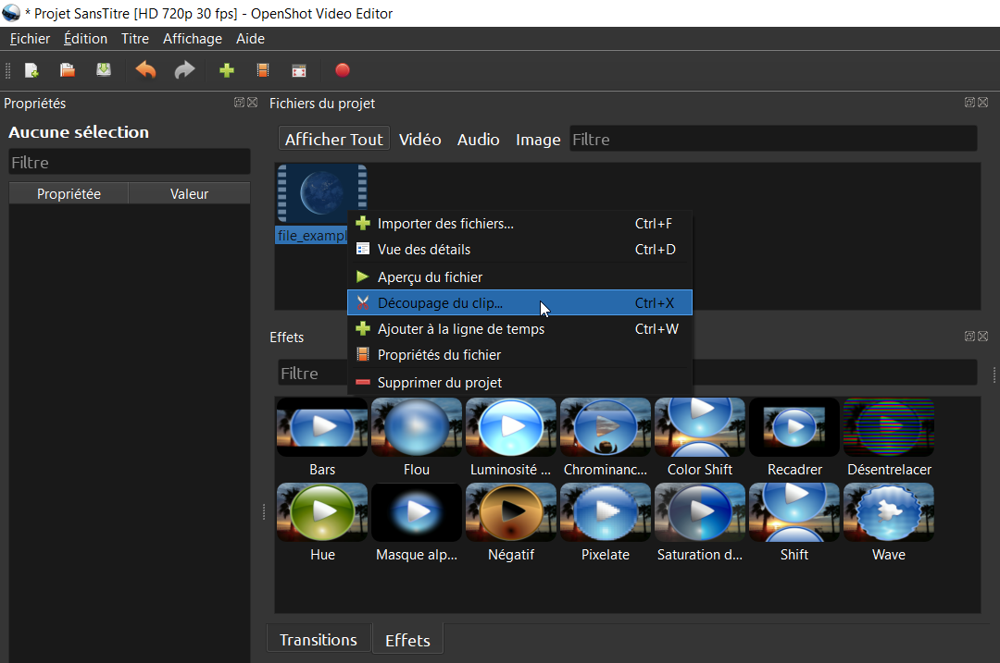 * Projet SansTitre [HD 720p 30 fps] - OpenShot Video Editor
Fichier Édition Titre Affichage Aide
Propriétés
Aucune sélection
Filtre
Propriétée Valeur
Fichiers du projet
Afficher Tout Vidéo Audio Image Filtre
file_exampl
Importer des fichiers... Ctrl+F
Vue des détails Ctrl+D
Aperçu du fichier
Découpage du clip... Ctrl+X
Ajouter à la ligne de temps Ctrl+W
Propriétés du fichier
Supprimer du projet
Effets
Filtre
Bars Flou Luminosité ... Chrominanc... Color Shift Recadrer Désentrelacer
Hue Masque alp... Négatif Pixelate Saturation d... Shift Wave
Transitions Effets